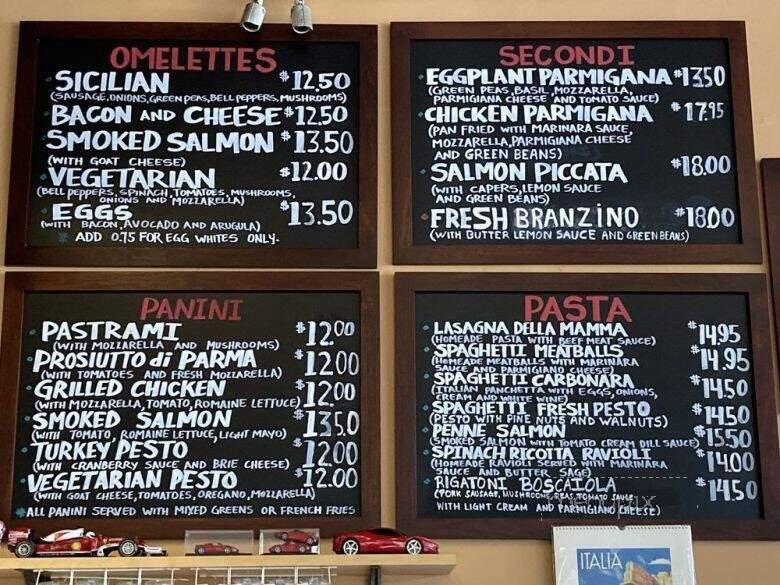 OMELETTES
SICILIAN $12.50
(SAUSAGE, ONIONS, GREEN PEAS, BELL PEPPERS, MUSHROOMS)
BACON AND CHEESE $12.50
SMOKED SALMON $13.50
(WITH GOAT CHEESE)
VEGETARIAN $12.00
(BELL PEPPERS, SPINACH, TOMATOES, MUSHROOMS,
ONIONS AND MOZZARELLA)
EGGS $13.50
(WITH BACON, AVOCADO AND ARUGULA)
* ADD 0.75 FOR EGG WHITES ONLY.
SECONDI
EGGPLANT PARMIGANA $13.50
(GREEN PEAS, BASIL, MOZZARELLA,
PARMIGIANA CHEESE AND TOMATO SAUCE)
CHICKEN PARMIGANA $17.95
(PAN FRIED WITH MARINARA SAUCE,
MOZZARELLA, PARMIGIANA CHEESE
AND GREEN BEANS)
SALMON PICCATA $18.00
(WITH CAPERS, LEMON SAUCE
AND GREEN BEANS)
FRESH BRANZINO $18.00
(WITH BUTTER LEMON SAUCE AND GREEN BEANS)
PANINI
PASTRAMI $12.00
(WITH MOZZARELLA AND MUSHROOMS)
PROSIUTTO di PARMA $12.00
(WITH TOMATOES AND FRESH MOZZARELLA)
GRILLED CHICKEN $12.00
(WITH MOZZARELLA, TOMATO, ROMAINE LETTUCE)
SMOKED SALMON $13.50
(WITH TOMATO, ROMAINE LETTUCE, LIGHT MAYO)
TURKEY PESTO $12.00
(WITH CRANBERRY SAUCE AND BRIE CHEESE)
VEGETARIAN PESTO $12.00
(WITH GOAT CHEESE, TOMATOES, OREGANO, MOZZARELLA)
* ALL PANINI SERVED WITH MIXED GREENS OR FRENCH FRIES
PASTA
LASAGNA DELLA MAMMA $14.95
(HOMEADE PASTA WITH BEEF MEAT SAUCE)
SPAGHETTI MEATBALLS $14.95
(HOMEADE MEATBALLS WITH MARINARA
SAUCE AND PARMIGIANO CHEESE)
SPAGHETTI CARBONARA $14.50
(ITALIAN PANCHETTA WITH EGGS, ONIONS,
CREAM AND WHITE WINE)
SPAGHETTI FRESH PESTO $14.50
(PESTO WITH PINE NUTS AND WALNUTS)
PENNE SALMON $15.50
(SMOKED SALMON WITH TOMATO CREAM DILL SAUCE)
SPINACH RICOTTA RAVIOLI $14.00
(HOMEADE RAVIOLI SERVED WITH MARINARA
SAUCE AND BUTTER SAGE)
RIGATONI BOSCAIOLA $14.50
(PORK SAUSAGE, MUSHROOMS, PEAS, TOMATO SAUCE
WITH LIGHT CREAM AND PARMIGIANO CHEESE)
ITALIA